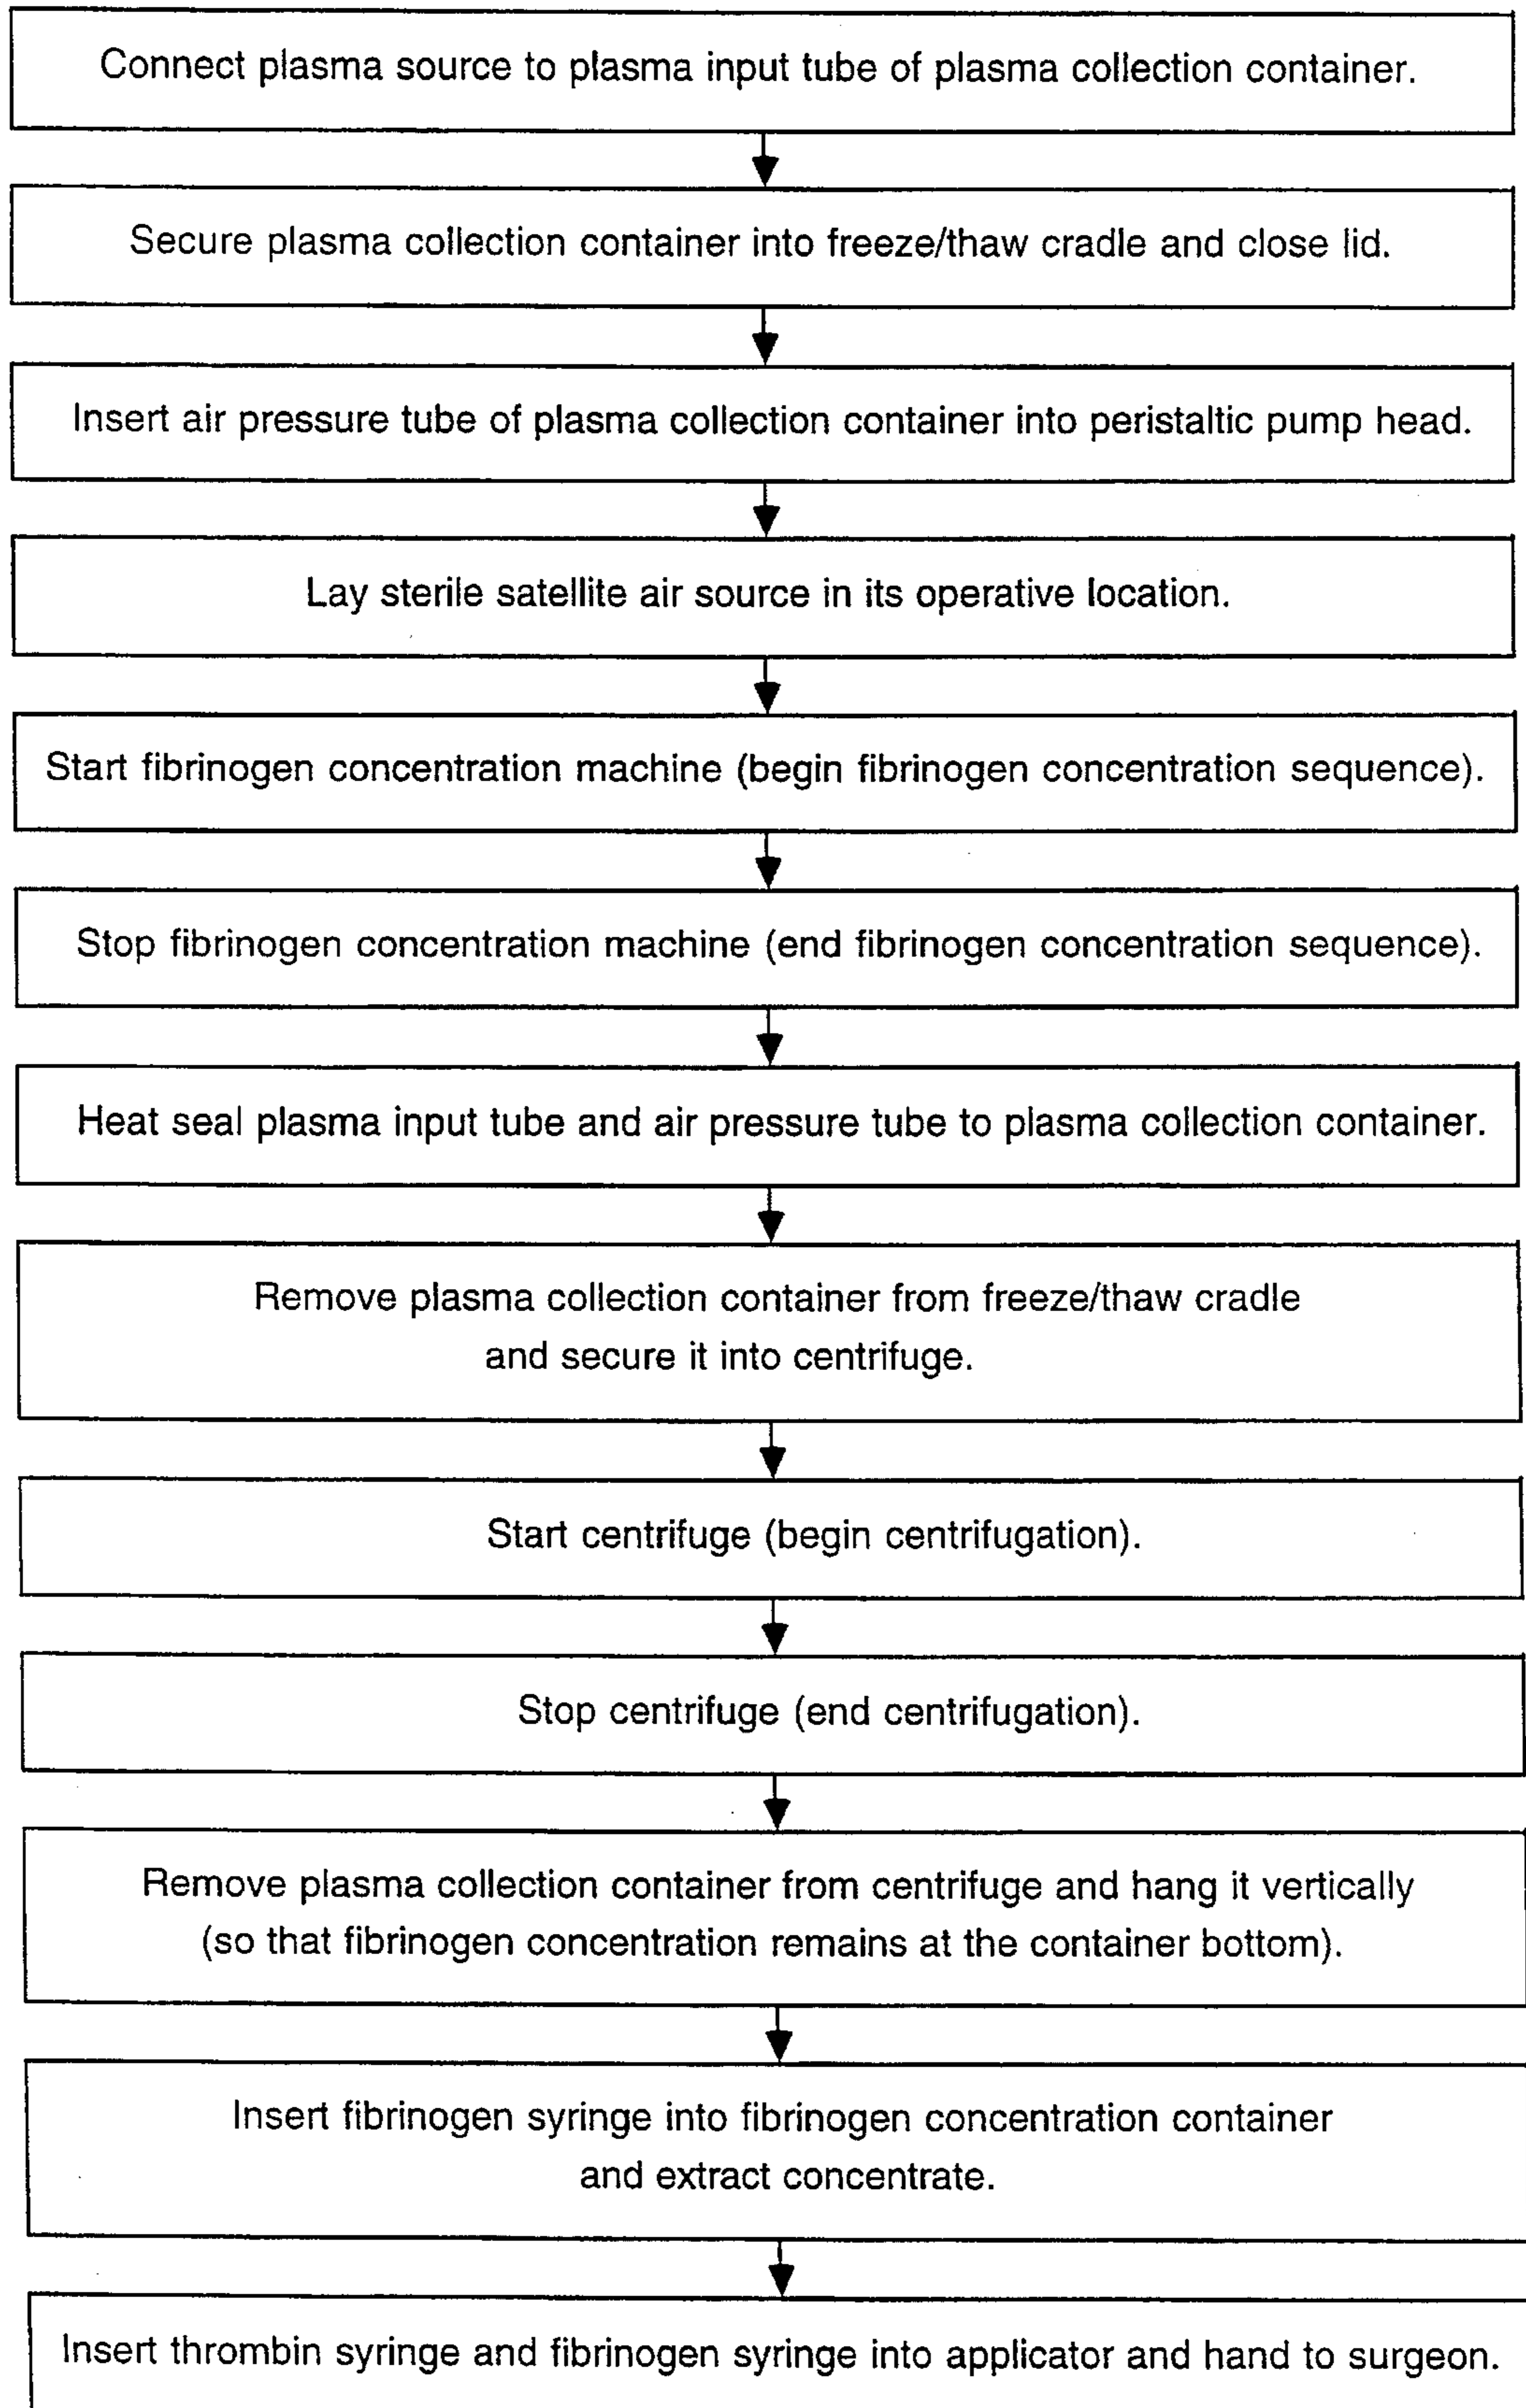 Connect plasma source to plasma input tube of plasma collection container.
Secure plasma collection container into freeze/thaw cradle and close lid.
Insert air pressure tube of plasma collection container into peristaltic pump head.
Lay sterile satellite air source in its operative location.
Start fibrinogen concentration machine (begin fibrinogen concentration sequence).
Stop fibrinogen concentration machine (end fibrinogen concentration sequence).
Heat seal plasma input tube and air pressure tube to plasma collection container.
Remove plasma collection container from freeze/thaw cradle
and secure it into centrifuge.
Start centrifuge (begin centrifugation).
Stop centrifuge (end centrifugation).
Remove plasma collection container from centrifuge and hang it vertically
(so that fibrinogen concentration remains at the container bottom).
Insert fibrinogen syringe into fibrinogen concentration container
and extract concentrate.
Insert thrombin syringe and fibrinogen syringe into applicator and hand to surgeon.